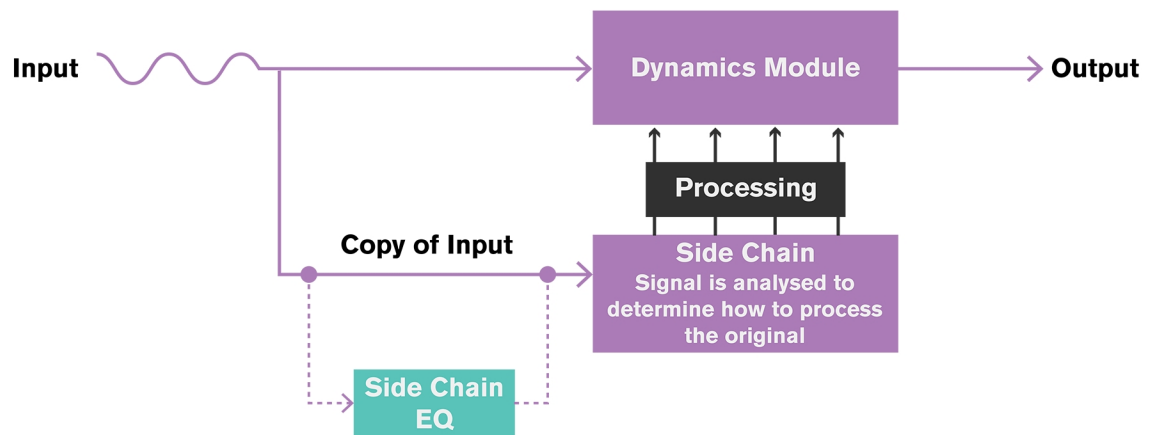 Input
Dynamics Module
Output
Processing
Copy of Input
Side Chain
Signal is analysed to
determine how to process
the original
Side Chain
EQ